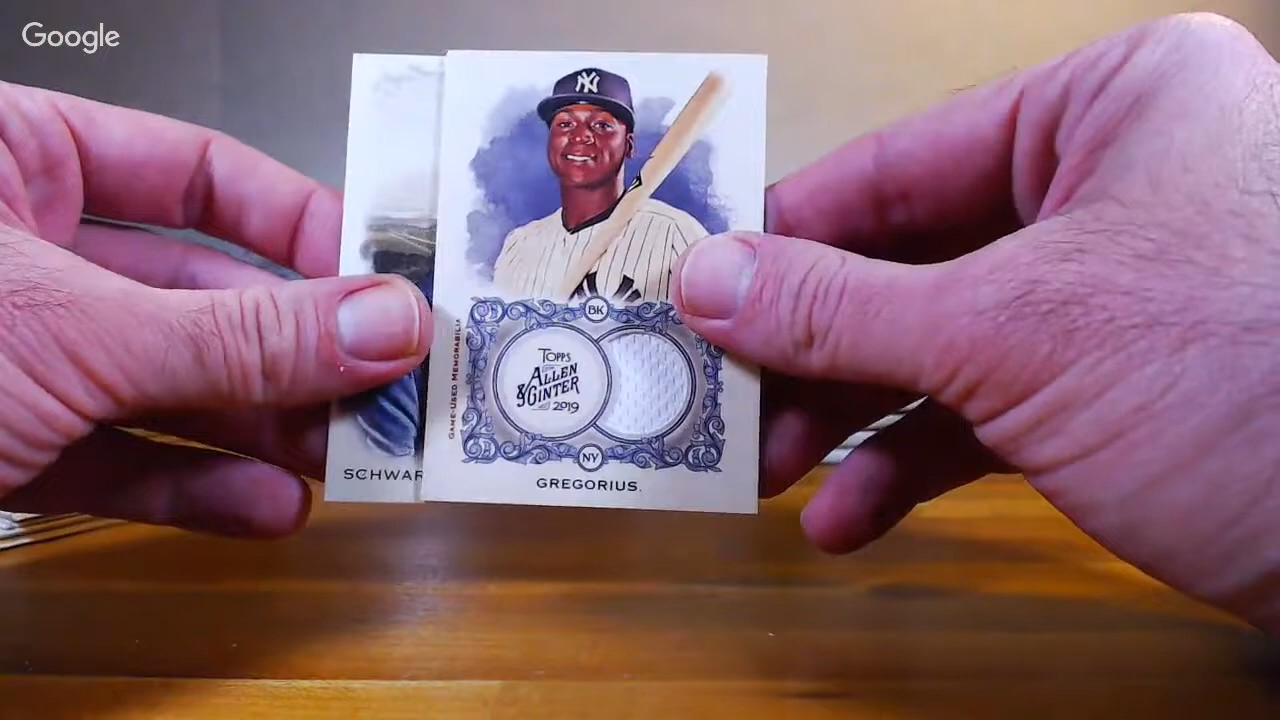 Google
NY
BK
GAME-USED MEMORABILIA
TOPPS
ALLEN
& GINTER
2019
NY
SCHWAR
GREGORIUS.